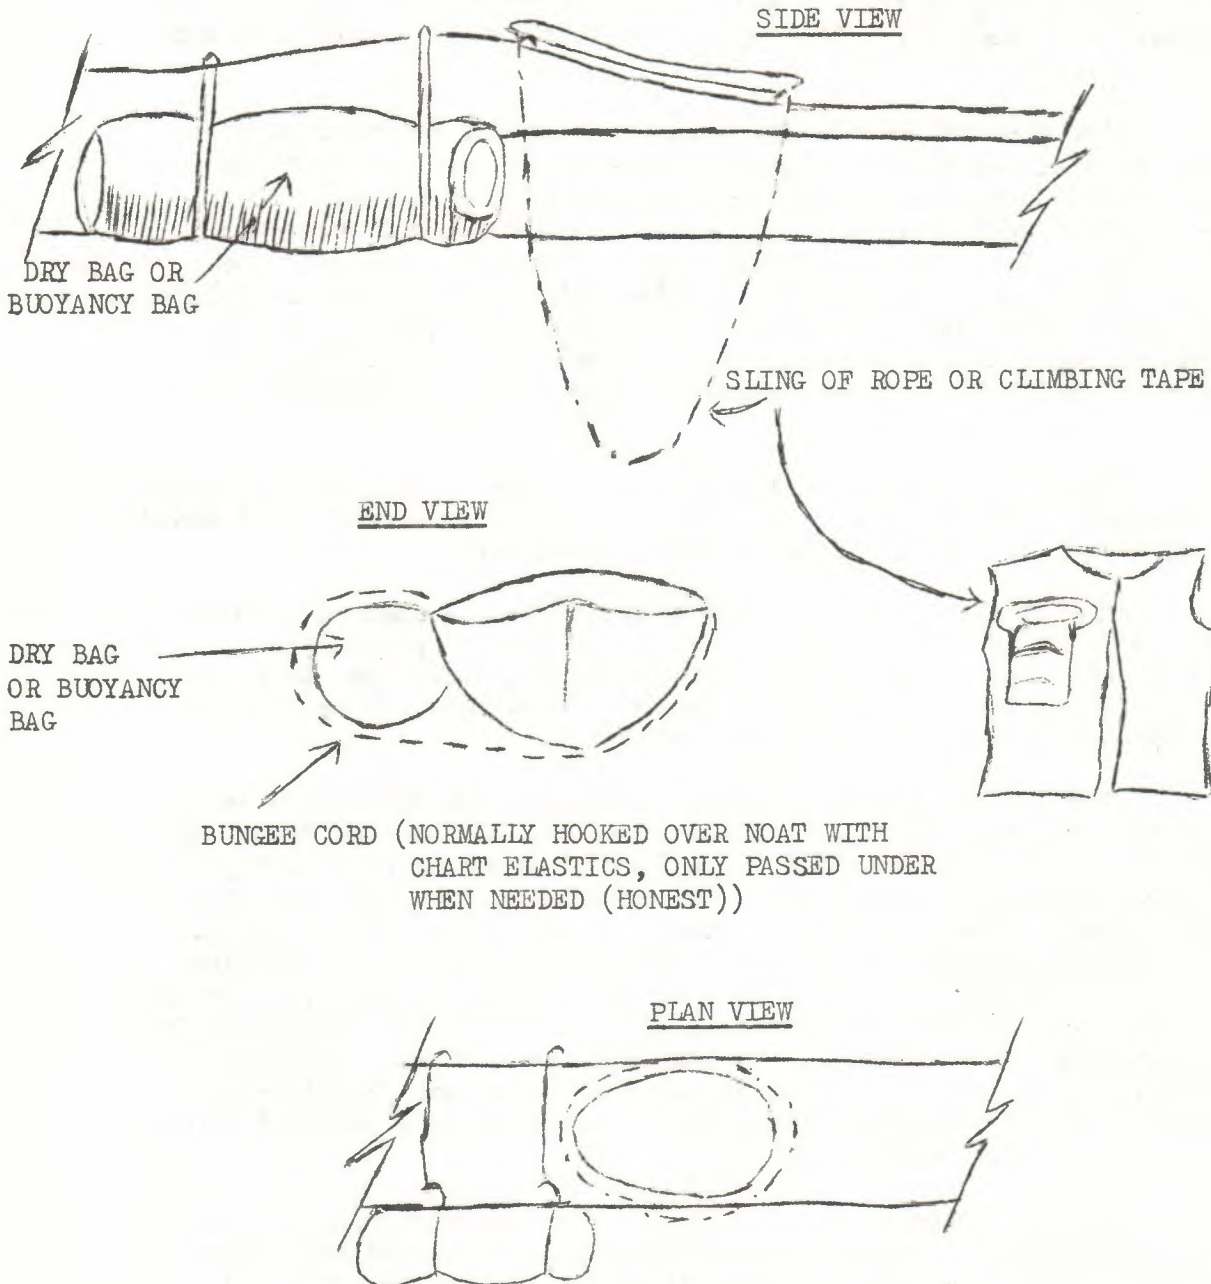 SIDE VIEW
DRY BAG OR
BUOYANCY BAG
SLING OF ROPE OR CLIMBING TAPE
END VIEW
DRY BAG
OR BUOYANCY
BAG
BUNGEE CORD (NORMALLY HOOKED OVER NOAT WITH
CHART ELASTICS, ONLY PASSED UNDER
WHEN NEEDED (HONEST))
PLAN VIEW